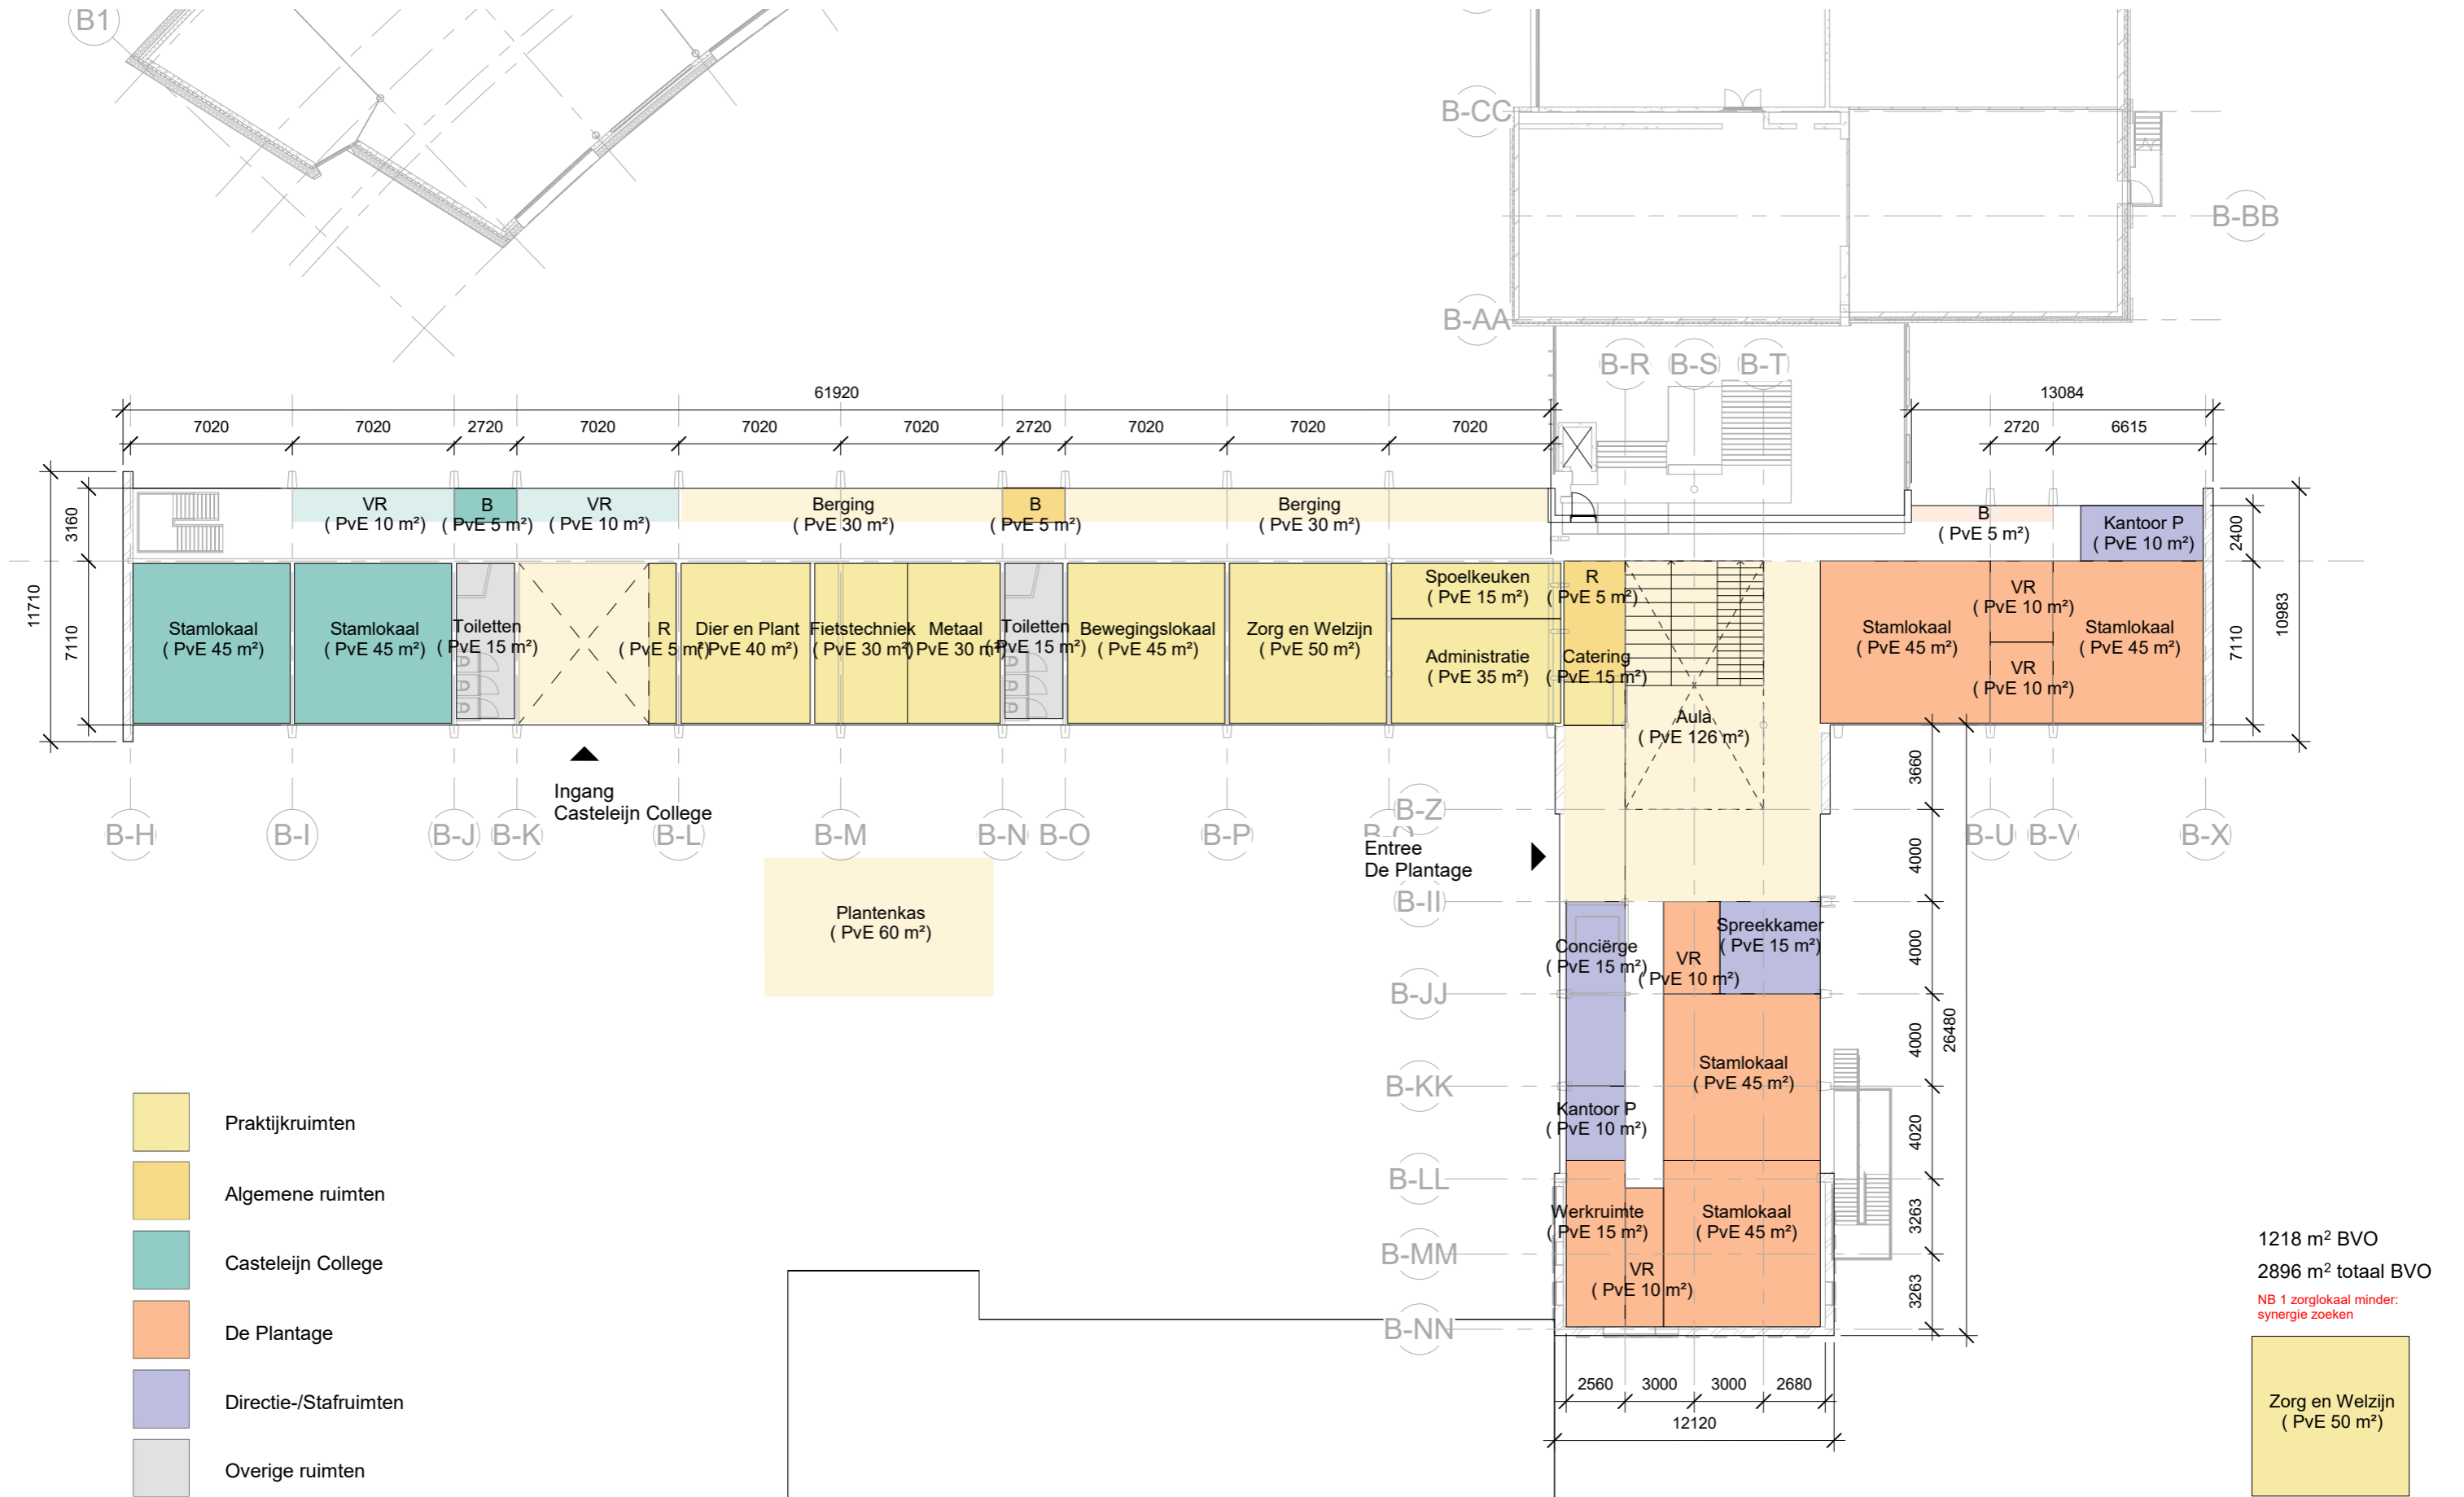 B1
B-CC
B-BB
B-AA
B-R
B-S
B-T
61920
13084
7020
7020
2720
7020
7020
7020
2720
7020
7020
7020
2720
6615
VR
( PvE 10 m²)
B
( PvE 5 m²)
VR
( PvE 10 m²)
Berging
( PvE 30 m²)
B
( PvE 5 m²)
Berging
( PvE 30 m²)
B
( PvE 5 m²)
Kantoor P
( PvE 10 m²)
3160
11710
7110
2400
10983
7110
Stamlokaal
( PvE 45 m²)
Stamlokaal
( PvE 45 m²)
Toiletten
( PvE 15 m²)
R
( PvE 5 m²)
Dier en Plant
( PvE 40 m²)
Fietstechniek
( PvE 30 m²)
Metaal
( PvE 30 m²)
Toiletten
( PvE 15 m²)
Bewegingslokaal
( PvE 45 m²)
Zorg en Welzijn
( PvE 50 m²)
Spoelkeuken
( PvE 15 m²)
Administratie
( PvE 35 m²)
R
( PvE 5 m²)
Catering
( PvE 15 m²)
Aula
( PvE 126 m²)
Stamlokaal
( PvE 45 m²)
VR
( PvE 10 m²)
VR
( PvE 10 m²)
Stamlokaal
( PvE 45 m²)
Ingang
Casteleijn College
B-H
B-I
B-J
B-K
B-L
B-M
B-N
B-O
B-P
B-Q
B-Z
B-U
B-V
B-X
Entree
De Plantage
3660
4000
4000
4000
4020
3263
3263
26480
Plantenkas
( PvE 60 m²)
B-II
B-JJ
B-KK
B-LL
B-MM
B-NN
Conciërge
( PvE 15 m²)
VR
( PvE 10 m²)
Spreekkamer
( PvE 15 m²)
Stamlokaal
( PvE 45 m²)
Kantoor P
( PvE 10 m²)
Werkruimte
( PvE 15 m²)
Stamlokaal
( PvE 45 m²)
VR
( PvE 10 m²)
2560
3000
3000
2680
12120
Praktijkruimten
Algemene ruimten
Casteleijn College
De Plantage
Directie-/Stafruimten
Overige ruimten
1218 m² BVO
2896 m² totaal BVO
NB 1 zorglokaal minder:
synergie zoeken
Zorg en Welzijn
( PvE 50 m²)